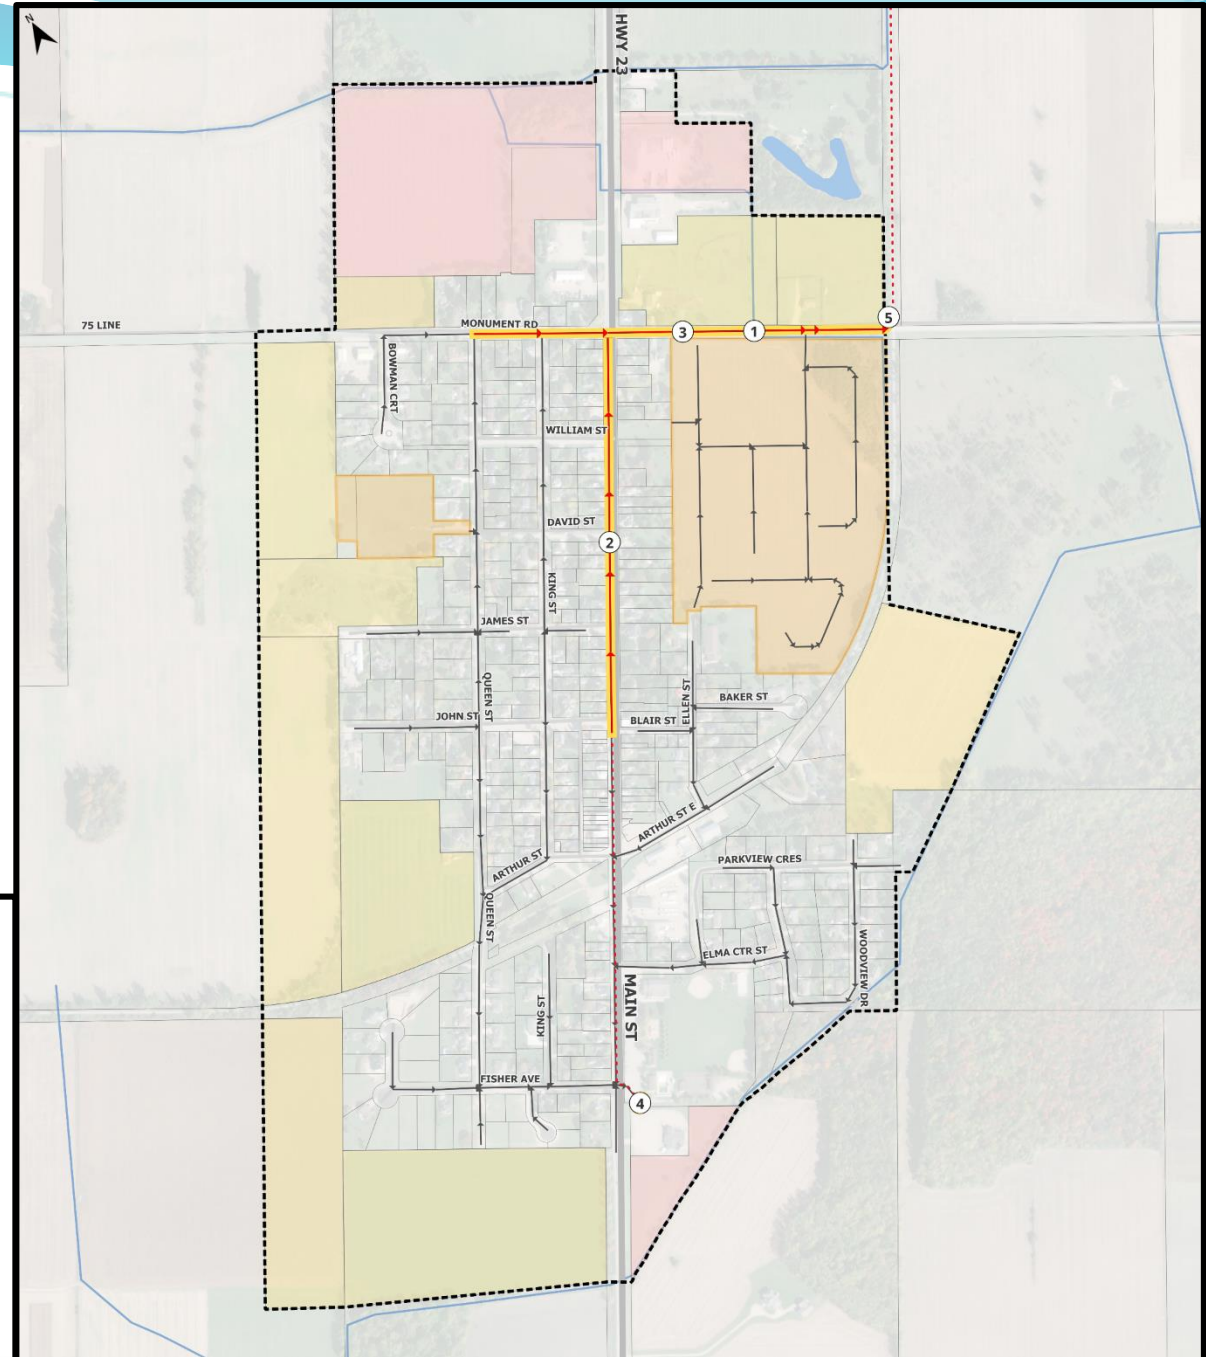 N
HWY 23
75 LINE
MONUMENT RD
5
3
1
BOWMAN CRT
WILLIAM ST
DAVID ST
2
KING ST
JAMES ST
QUEEN ST
ELLEN ST
BAKER ST
JOHN ST
BLAIR ST
ARTHUR ST E
ARTHUR ST
PARKVIEW CRES
QUEEN ST
WOODVIEW DR
ELMA CTR ST
MAIN ST
KING ST
FISHER AVE
4